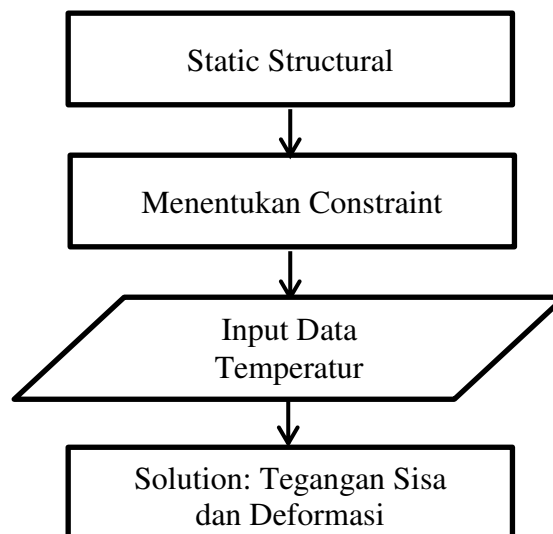 Static Structural
Menentukan Constraint
Input Data
Temperatur
Solution: Tegangan Sisa
dan Deformasi